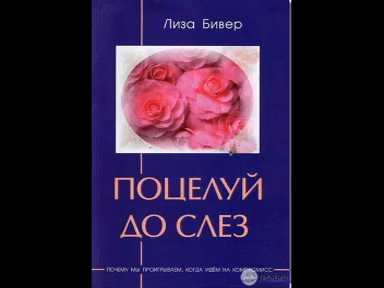 Лиза Бивер
ПОЦЕЛУЙ
ДО СЛЕЗ
ПОЧЕМУ МЫ ПРОИГРЫВАЕМ, КОГДА ИДЁМ НА КОМПРОМИСС